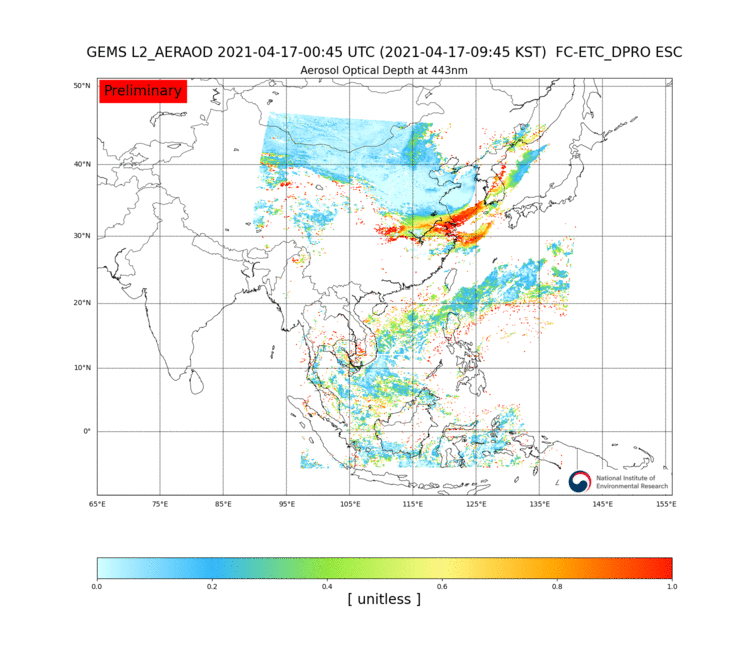 GEMS L2_AERAOD 2021-04-17-00:45 UTC (2021-04-17-09:45 KST)  FC-ETC_DPRO ESC
Aerosol Optical Depth at 443nm
Preliminary
50°N
40°N
30°N
20°N
10°N
0°
National Institute of
Environmental Research
65°E 75°E 85°E 95°E 105°E 115°E 125°E 135°E 145°E 155°E
0.0 0.2 0.4 0.6 0.8 1.0
[ unitless ]